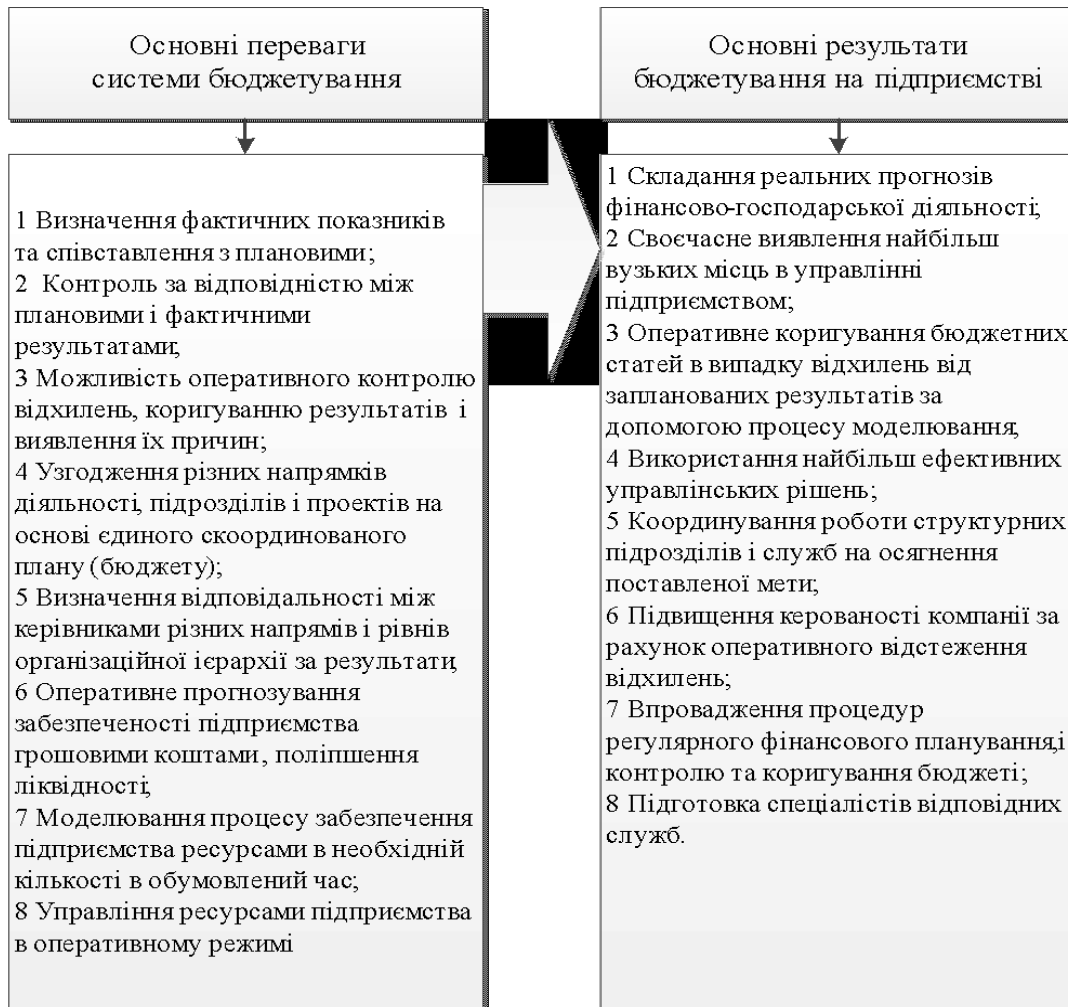 Основні переваги
системи бюджетування
1 Визначення фактичних показників
та співставлення з плановими;
2 Контроль за відповідністю між
плановими і фактичними
результатами;
3 Можливість оперативного контролю
відхилень, коригуванню результатів і
виявлення їх причин;
4 Узгодження різних напрямків
діяльності, підрозділів і проектів на
основі єдиного скоординованого
плану (бюджету);
5 Визначення відповідальності між
керівниками різних напрямів і рівнів
організаційної ієрархії за результати;
6 Оперативне прогнозування
забезпеченості підприємства
грошовими коштами, поліпшення
ліквідності;
7 Моделювання процесу забезпечення
підприємства ресурсами в необхідній
кількості в обумовлений час;
8 Управління ресурсами підприємства
в оперативному режимі
Основні результати
бюджетування на підприємстві
1 Складання реальних прогнозів
фінансово-господарської діяльності;
2 Своєчасне виявлення найбільш
вузьких місць в управлінні
підприємством;
3 Оперативне коригування бюджетних
статей в випадку відхилень від
запланованих результатів за
допомогою процесу моделювання;
4 Використання найбільш ефективних
управлінських рішень;
5 Координування роботи структурних
підрозділів і служб на осягнення
поставленої мети;
6 Підвищення керованості компанії за
рахунок оперативного відстеження
відхилень;
7 Впровадження процедур
регулярного фінансового планування,і
контролю та коригування бюджеті;
8 Підготовка спеціалістів відповідних
служб.